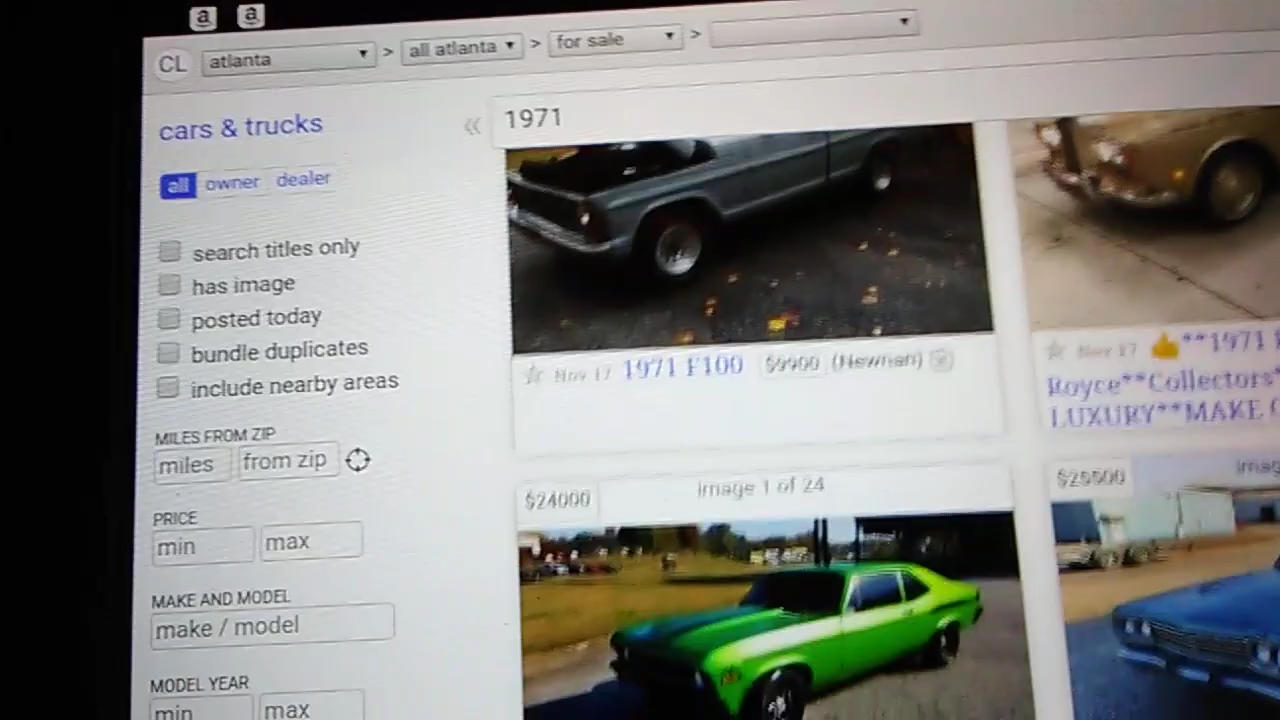 a a
CL atlanta > all atlanta > for sale >
cars & trucks
« 1971
all owner dealer
search titles only
has image
posted today
bundle duplicates
include nearby areas
MILES FROM ZIP
miles from zip
PRICE
min max
MAKE AND MODEL
make / model
MODEL YEAR
min max
Nov 17 1971 F100 $9900 (Newnan)
Nov 17 **1971
Royce**Collectors*
LUXURY**MAKE
$24000 image 1 of 24
imag